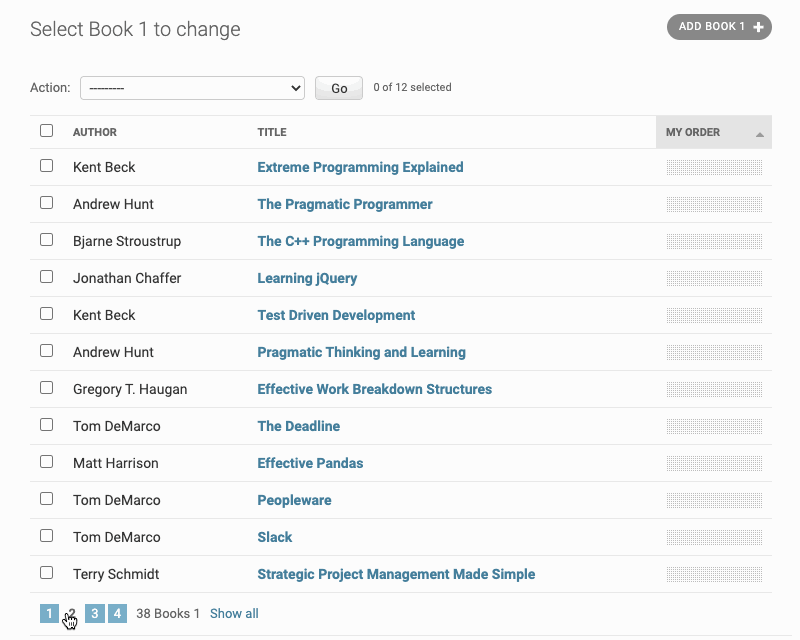 Select Book 1 to change
ADD BOOK 1 +
Action: --------- Go 0 of 12 selected
AUTHOR TITLE MY ORDER
Kent Beck Extreme Programming Explained
Andrew Hunt The Pragmatic Programmer
Bjarne Stroustrup The C++ Programming Language
Jonathan Chaffer Learning jQuery
Kent Beck Test Driven Development
Andrew Hunt Pragmatic Thinking and Learning
Gregory T. Haugan Effective Work Breakdown Structures
Tom DeMarco The Deadline
Matt Harrison Effective Pandas
Tom DeMarco Peopleware
Tom DeMarco Slack
Terry Schmidt Strategic Project Management Made Simple
1 2 3 4 38 Books 1 Show all